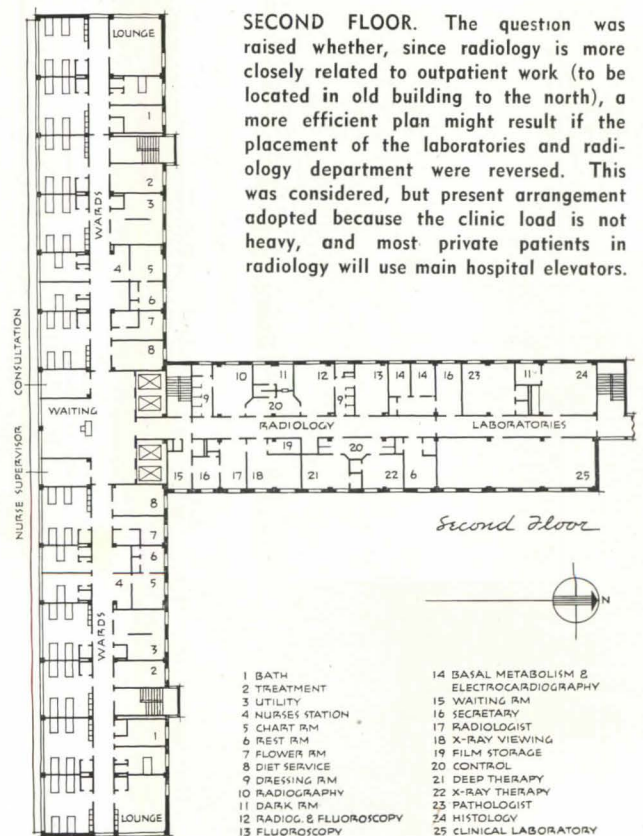 SECOND FLOOR. The question was
raised whether, since radiology is more
closely related to outpatient work (to be
located in old building to the north), a
more efficient plan might result if the
placement of the laboratories and radi-
ology department were reversed. This
was considered, but present arrangement
adopted because the clinic load is not
heavy, and most private patients in
radiology will use main hospital elevators.
LOUNGE
1
2
3
WARDS
4 5
6
7
8
CONSULTATION
WAITING
NURSE SUPERVISOR
9 10 11 12 9 13 14 14 16 23 11 24
20
RADIOLOGY LABORATORIES
19 20
15 16 17 18 21 22 6 25
8
7
6
4 5
WARDS
3
2
1
LOUNGE
Second Floor
N
1 BATH
2 TREATMENT
3 UTILITY
4 NURSES STATION
5 CHART RM
6 REST RM
7 FLOWER RM
8 DIET SERVICE
9 DRESSING RM
10 RADIOGRAPHY
11 DARK RM
12 RADIOG. & FLUOROSCOPY
13 FLUOROSCOPY
14 BASAL METABOLISM &
ELECTROCARDIOGRAPHY
15 WAITING RM
16 SECRETARY
17 RADIOLOGIST
18 X-RAY VIEWING
19 FILM STORAGE
20 CONTROL
21 DEEP THERAPY
22 X-RAY THERAPY
23 PATHOLOGIST
24 HISTOLOGY
25 CLINICAL LABORATORY